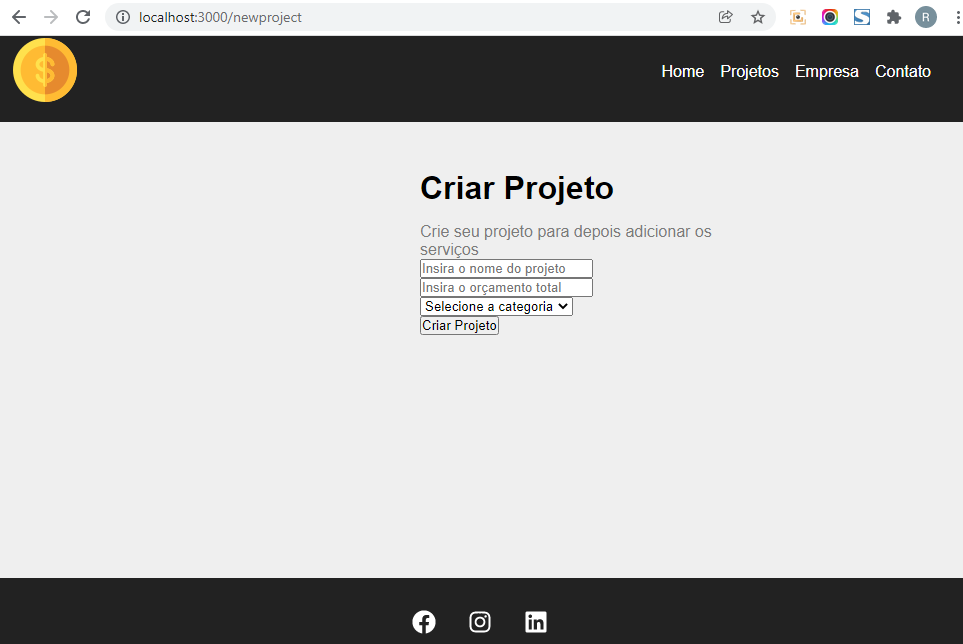 localhost:3000/newproject
R
$
Home Projetos Empresa Contato
Criar Projeto
Crie seu projeto para depois adicionar os
serviços
Insira o nome do projeto
Insira o orçamento total
Selecione a categoria
Criar Projeto
in